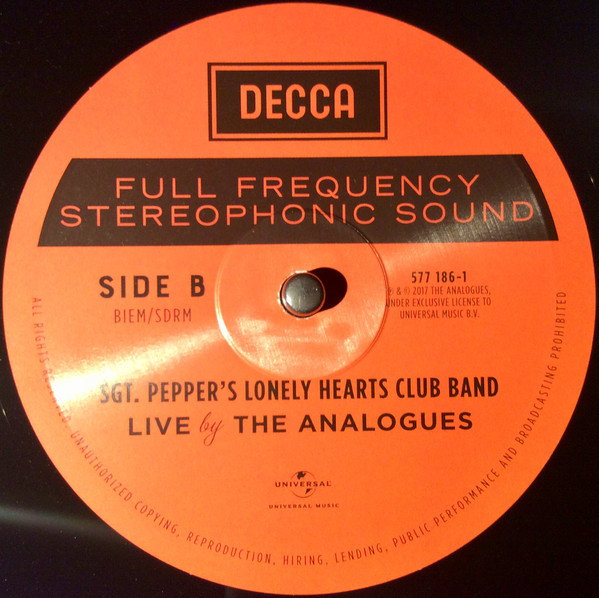 DECCA
FULL FREQUENCY
STEREOPHONIC SOUND
SIDE B
BIEM/SDRM
577 186-1
℗ & © 2017 THE ANALOGUES,
UNDER EXCLUSIVE LICENSE TO
UNIVERSAL MUSIC B.V.
SGT. PEPPER'S LONELY HEARTS CLUB BAND
LIVE by THE ANALOGUES
UNIVERSAL
UNIVERSAL MUSIC
ALL RIGHTS RESERVED. UNAUTHORIZED COPYING, REPRODUCTION, HIRING, LENDING, PUBLIC PERFORMANCE AND BROADCASTING PROHIBITED